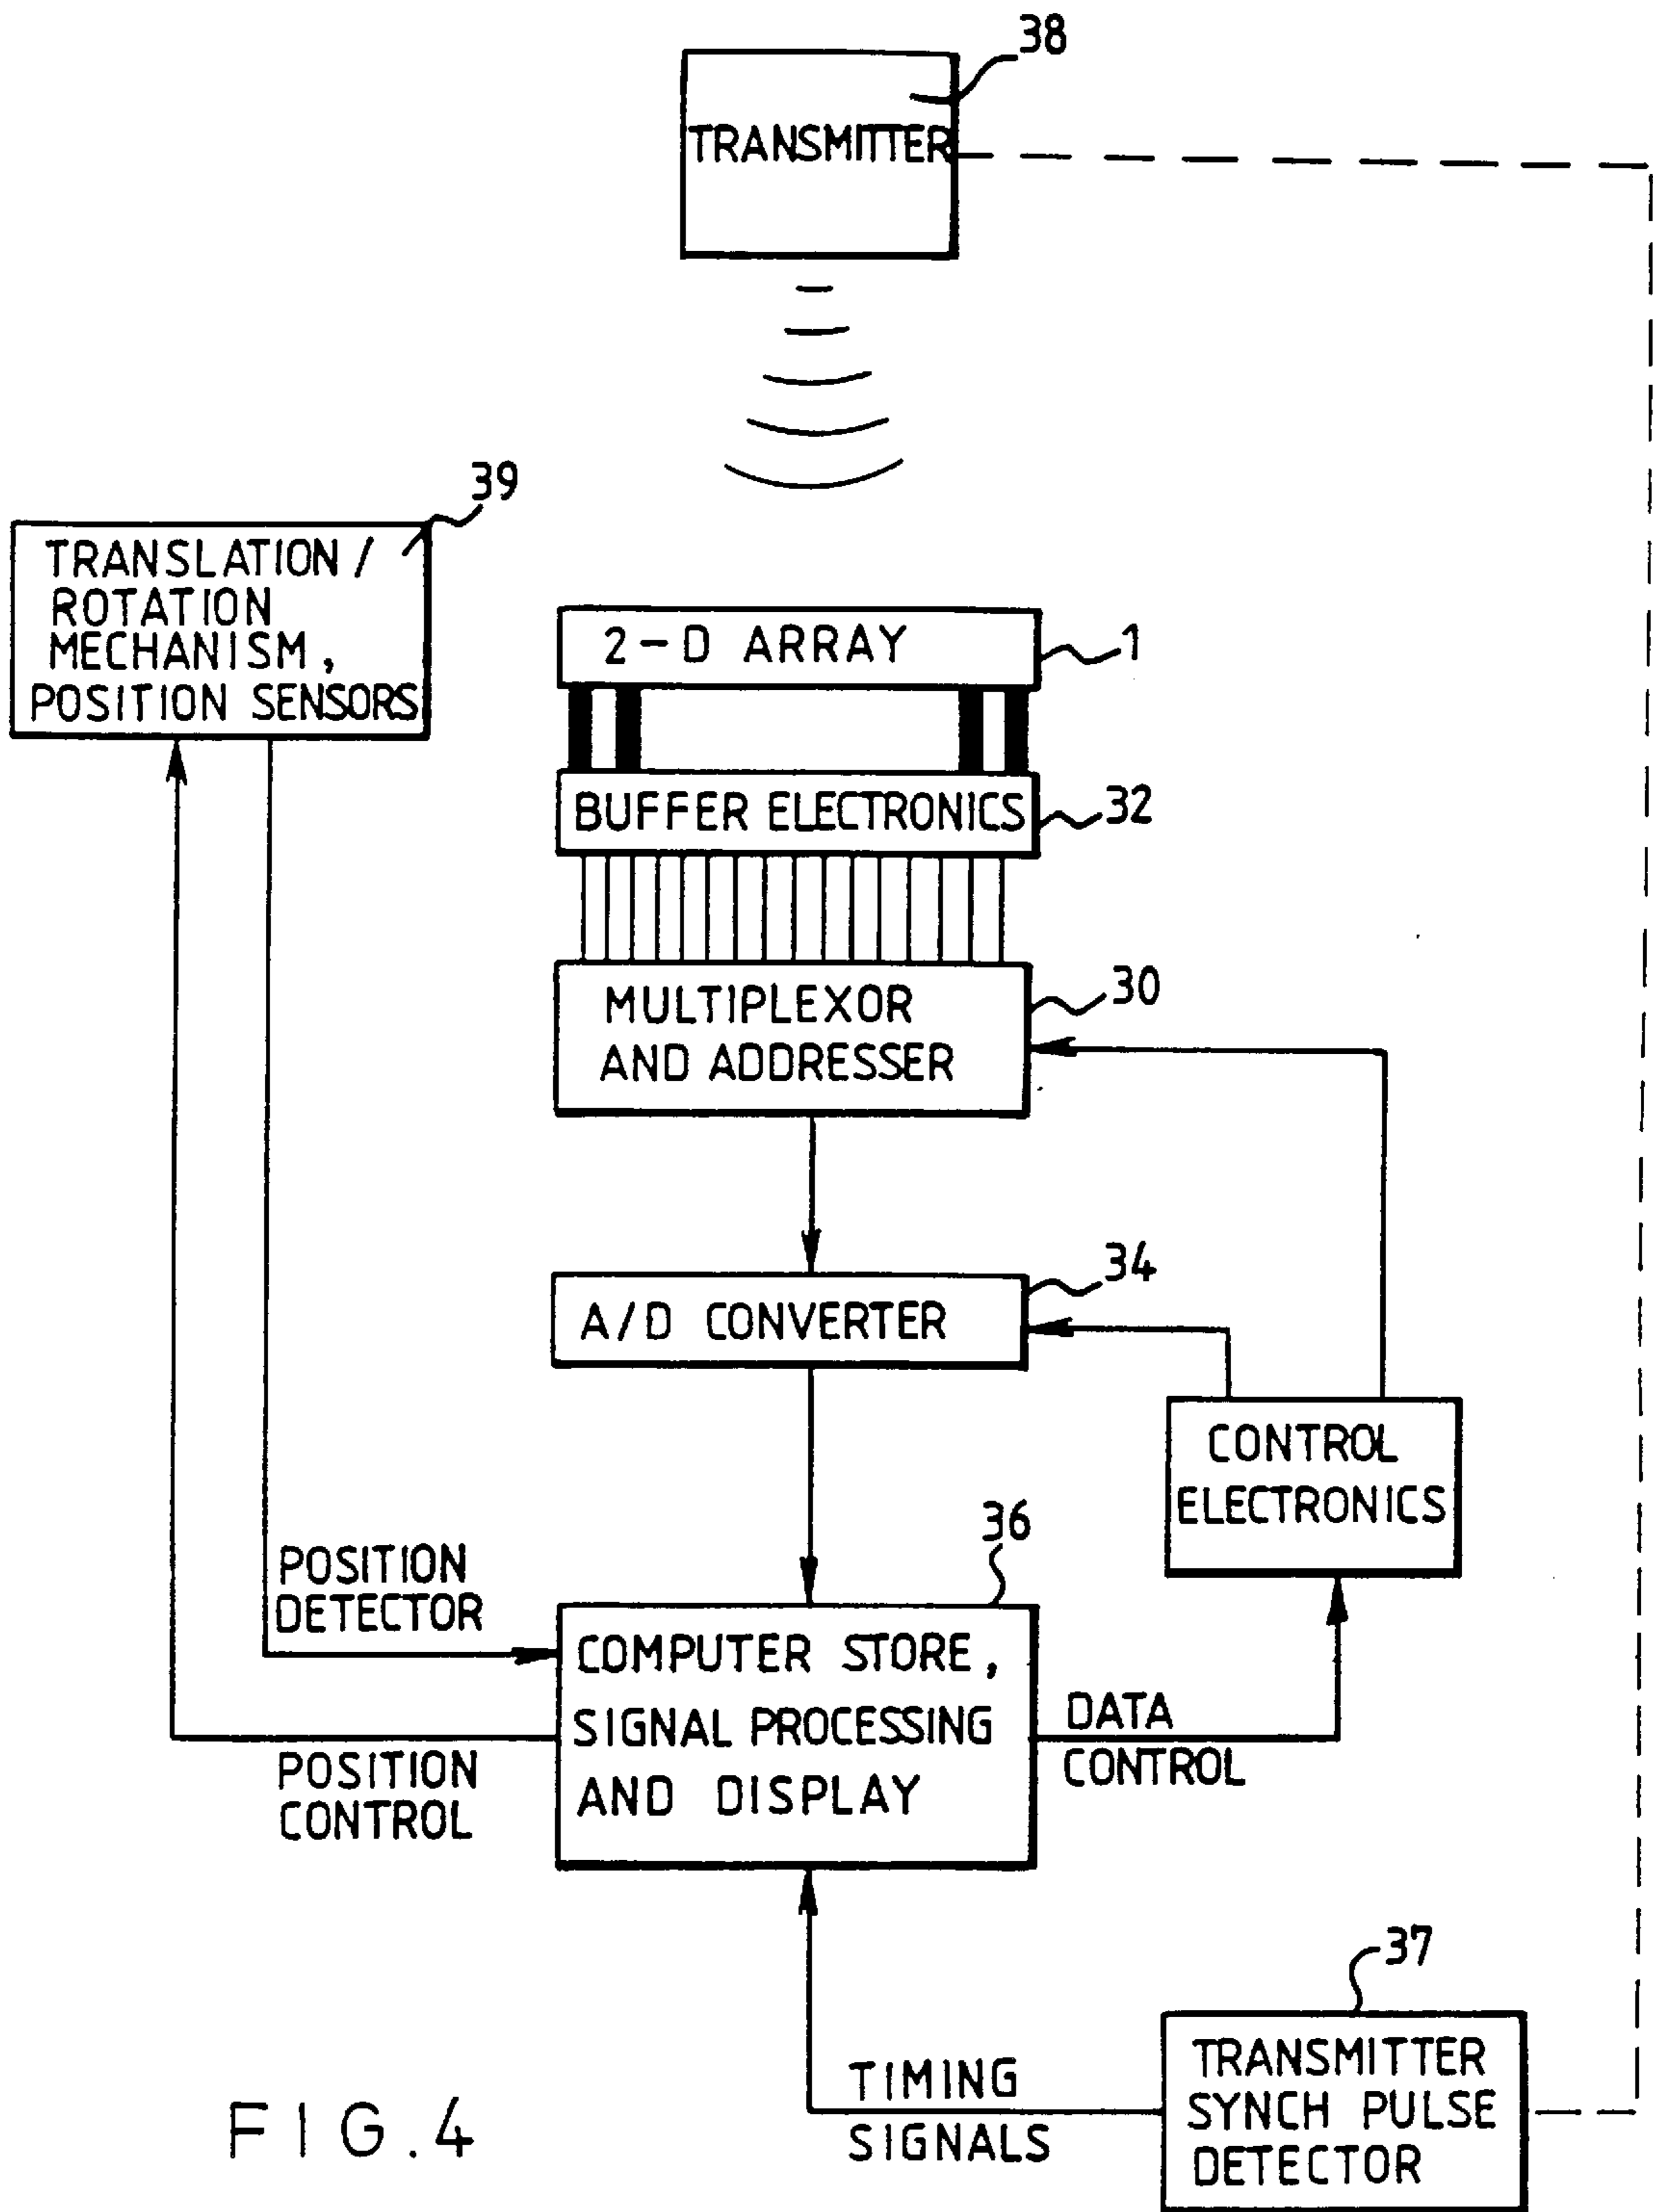 38
TRANSMITTER
39
TRANSLATION /
ROTATION
MECHANISM ,
POSITION SENSORS
2-D ARRAY
1
BUFFER ELECTRONICS
32
MULTIPLEXOR
AND ADDRESSER
30
34
A/D CONVERTER
CONTROL
ELECTRONICS
36
POSITION
DETECTOR
COMPUTER STORE ,
SIGNAL PROCESSING
AND DISPLAY
DATA
CONTROL
POSITION
CONTROL
37
TRANSMITTER
SYNCH PULSE
DETECTOR
TIMING
SIGNALS
FIG.4